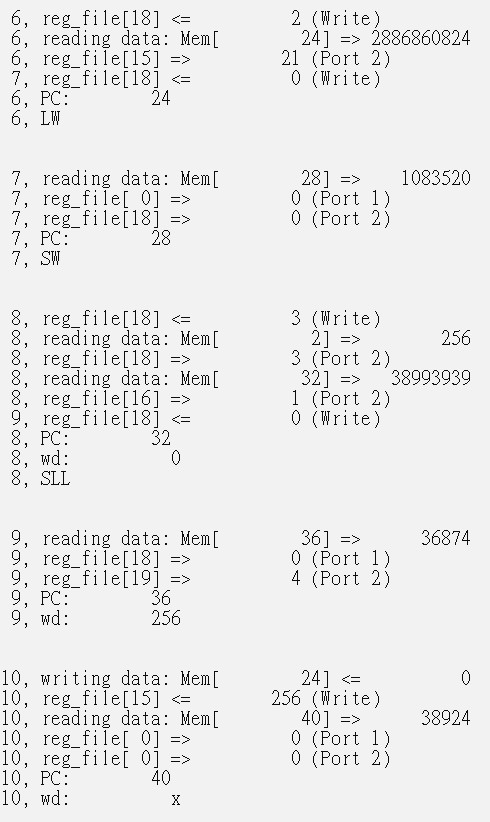 6, reg_file[18] <=          2 (Write)
6, reading data: Mem[        24] => 2886860824
6, reg_file[15] =>         21 (Port 2)
7, reg_file[18] <=          0 (Write)
6, PC:        24
6, LW
7, reading data: Mem[        28] =>    1083520
7, reg_file[ 0] =>          0 (Port 1)
7, reg_file[18] =>          0 (Port 2)
7, PC:        28
7, SW
8, reg_file[18] <=          3 (Write)
8, reading data: Mem[         2] =>        256
8, reg_file[18] =>          3 (Port 2)
8, reading data: Mem[        32] =>   38993939
8, reg_file[16] =>          1 (Port 2)
9, reg_file[18] <=          0 (Write)
8, PC:        32
8, wd:          0
8, SLL
9, reading data: Mem[        36] =>      36874
9, reg_file[18] =>          0 (Port 1)
9, reg_file[19] =>          4 (Port 2)
9, PC:        36
9, wd:        256
10, writing data: Mem[        24] <=          0
10, reg_file[15] <=        256 (Write)
10, reading data: Mem[        40] =>      38924
10, reg_file[ 0] =>          0 (Port 1)
10, reg_file[ 0] =>          0 (Port 2)
10, PC:        40
10, wd:          x